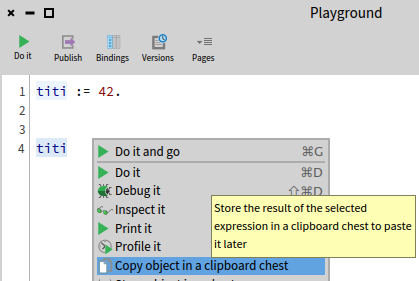 Playground
Do it
Publish
Bindings
Versions
Pages
1 titi := 42.
2
3
4 titi
Do it and go ⌘G
Do it ⌘D
Debug it ⇧⌘D
Inspect it
Print it
Profile it
Store the result of the selected
expression in a clipboard chest to paste
it later
Copy object in a clipboard chest